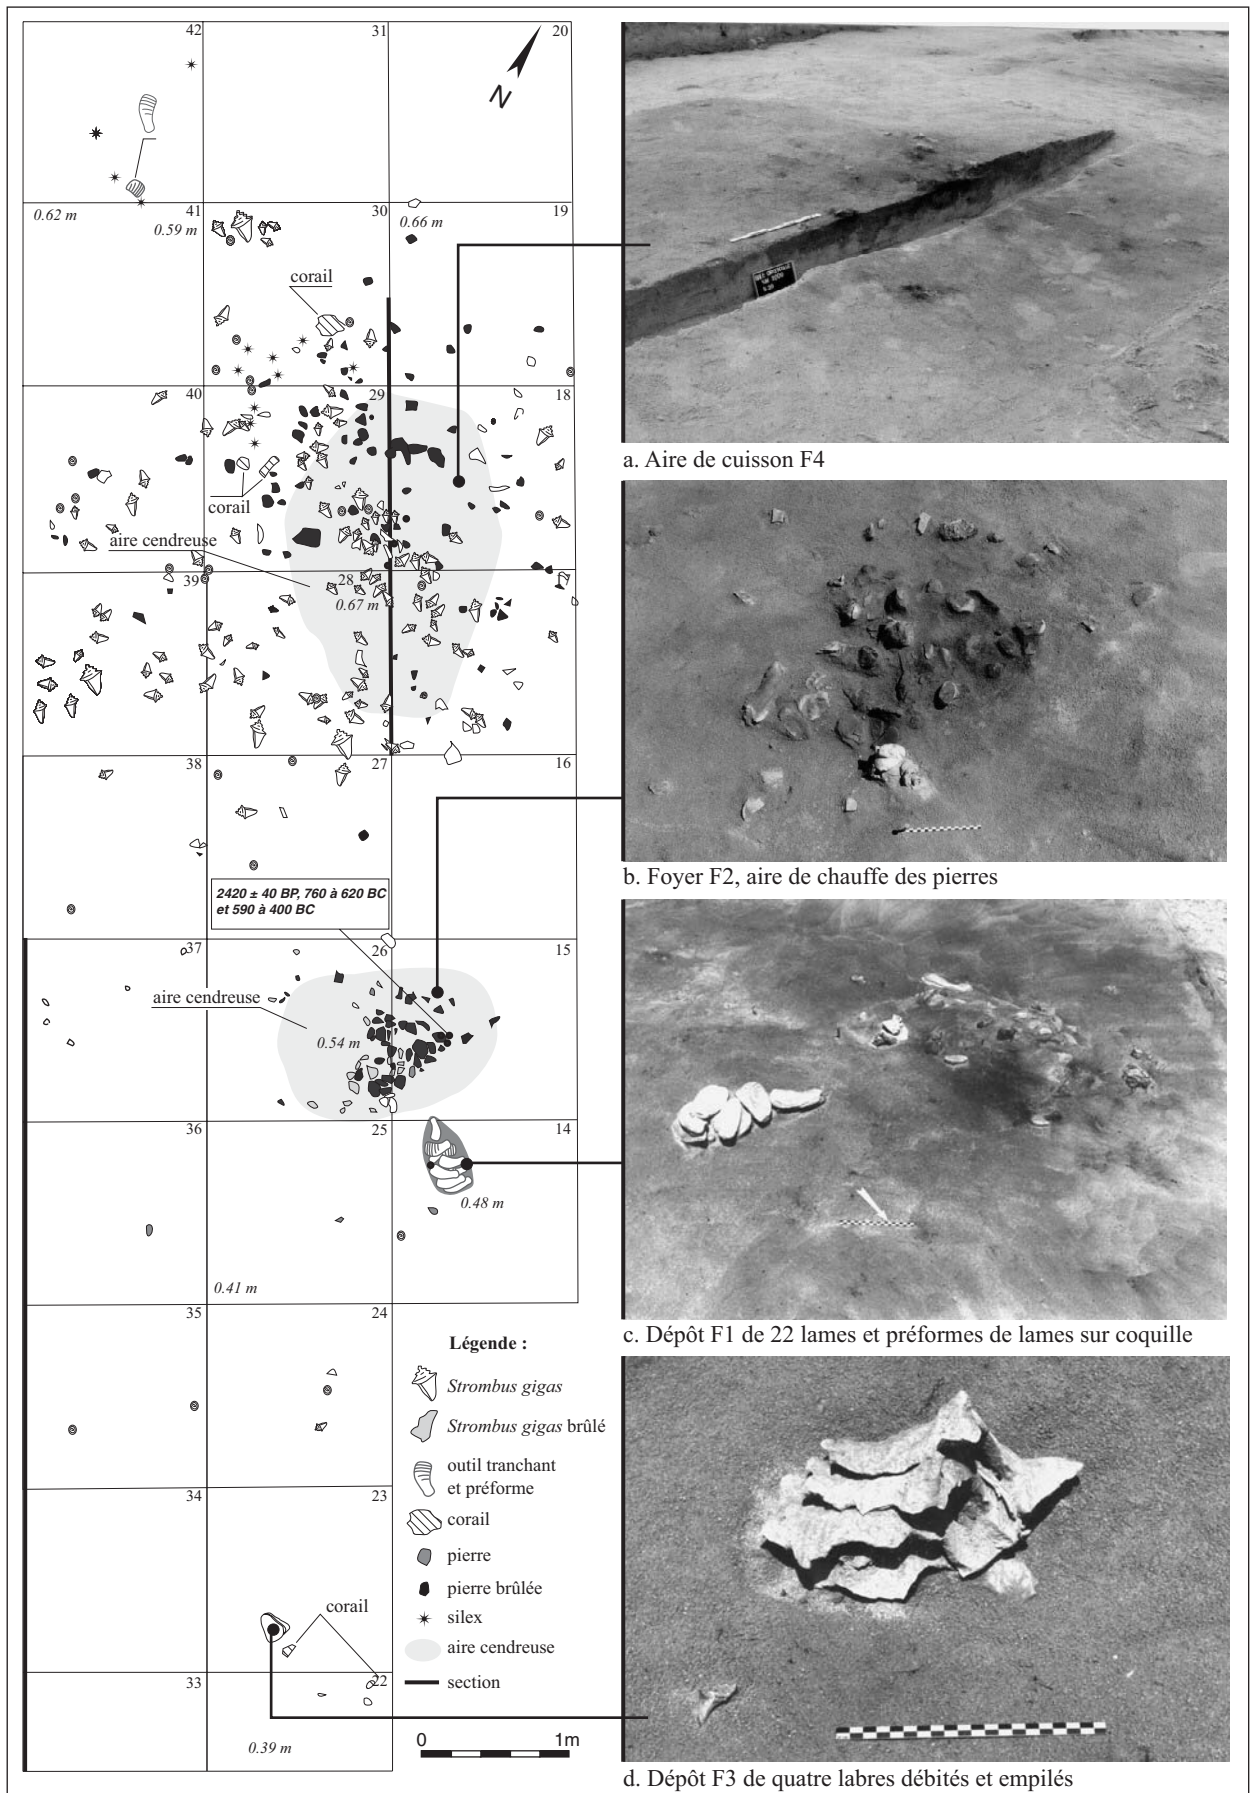 42
31
20
N
41
30
19
0.62 m
0.59 m
0.66 m
corail
40
29
18
corail
aire cendreuse
39
28
0.67 m
38
27
16
2420 ± 40 BP, 760 à 620 BC
et 590 à 400 BC
37
26
15
aire cendreuse
0.54 m
36
25
14
0.48 m
0.41 m
35
24
Légende :
Strombus gigas
Strombus gigas brûlé
outil tranchant
et préforme
corail
pierre
pierre brûlée
silex
aire cendreuse
section
34
23
corail
33
22
0.39 m
0
1m
a. Aire de cuisson F4
b. Foyer F2, aire de chauffe des pierres
c. Dépôt F1 de 22 lames et préformes de lames sur coquille
d. Dépôt F3 de quatre labres débités et empilés